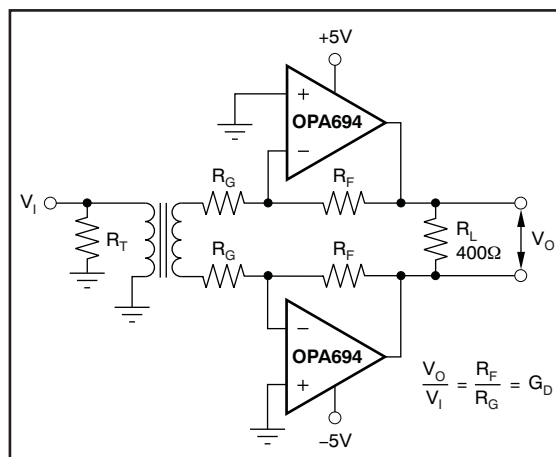 +5V
+
OPA694
−
R_G
R_F
V_I
R_T
R_L
400Ω
V_O
R_G
R_F
−
OPA694
+
−5V
V_O/V_I = R_F/R_G = G_D